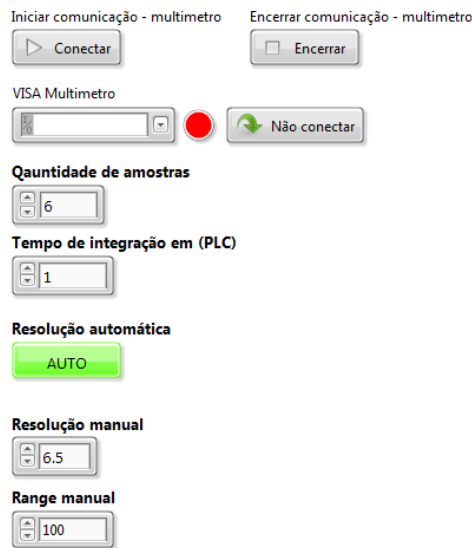 Iniciar comunicação - multimetro Encerrar comunicação - multimetro
Conectar Encerrar
VISA Multimetro
I/O Não conectar
Qauntidade de amostras
6
Tempo de integração em (PLC)
1
Resolução automática
AUTO
Resolução manual
6.5
Range manual
100